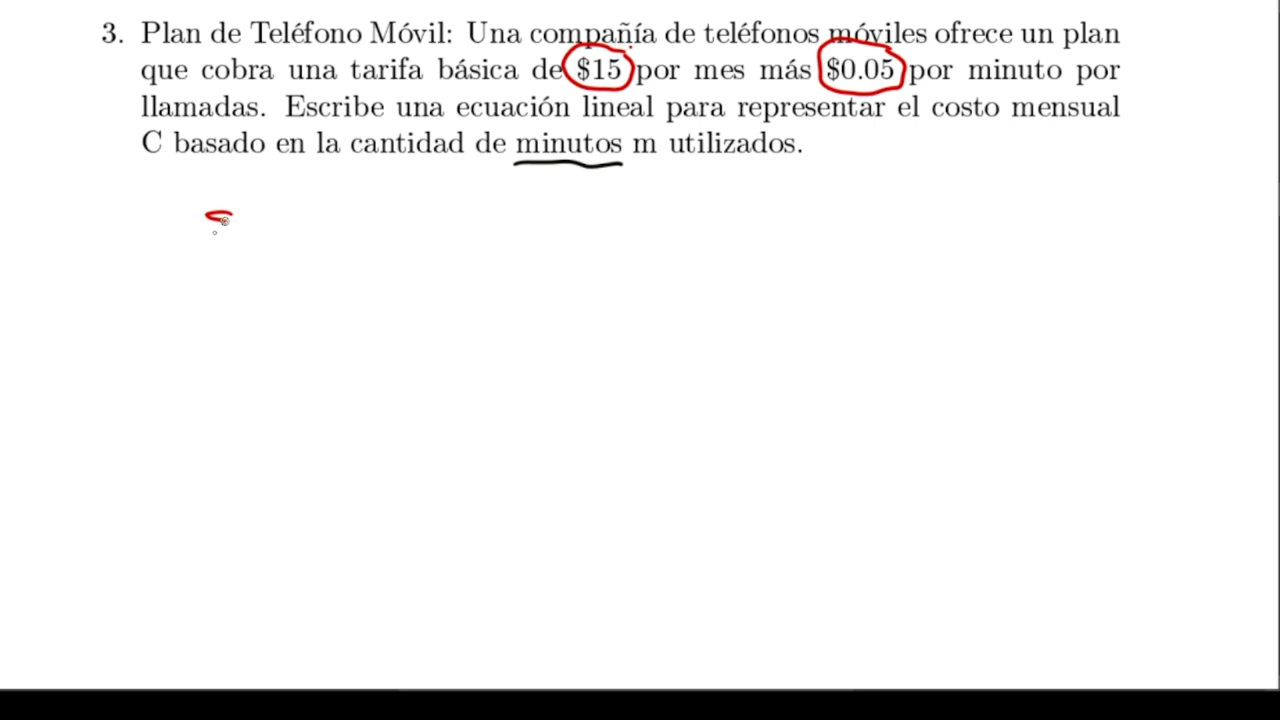 3. Plan de Teléfono Móvil: Una compañía de teléfonos móviles ofrece un plan
que cobra una tarifa básica de $15 por mes más $0.05 por minuto por
llamadas. Escribe una ecuación lineal para representar el costo mensual
C basado en la cantidad de minutos m utilizados.